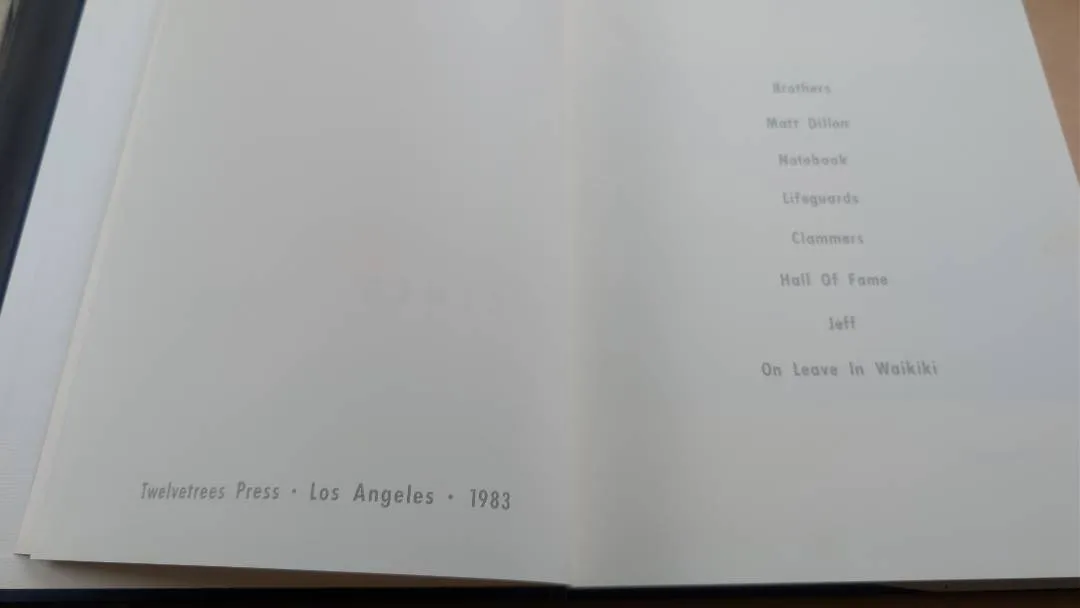 Twelvetrees Press · Los Angeles · 1983
Brothers
Matt Dillon
Notebook
Lifeguards
Clammers
Hall Of Fame
Jeff
On Leave In Waikiki